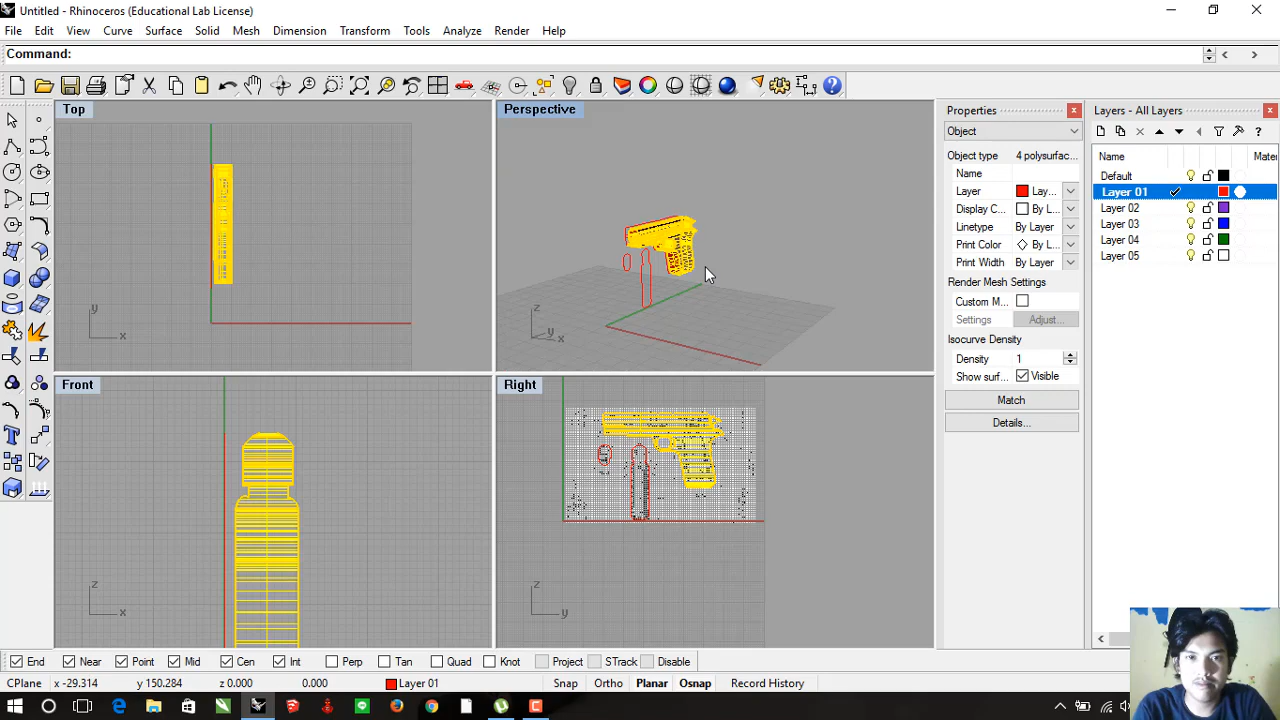 Untitled - Rhinoceros (Educational Lab License)
File Edit View Curve Surface Solid Mesh Dimension Transform Tools Analyze Render Help
Command:
Top
Perspective
Front
Right
y
x
z
y
x
z
x
z
y
Properties
Object
Object type 4 polysurfac...
Name
Layer Lay...
Display C... By L...
Linetype By Layer
Print Color By L...
Print Width By Layer
Render Mesh Settings
Custom M...
Settings Adjust...
Isocurve Density
Density 1
Show surf... Visible
Match
Details...
Layers - All Layers
Name Mater
Default
Layer 01
Layer 02
Layer 03
Layer 04
Layer 05
End Near Point Mid Cen Int Perp Tan Quad Knot Project STrack Disable
CPlane x -29.314 y 150.284 z 0.000 0.000 Layer 01 Snap Ortho Planar Osnap Record History